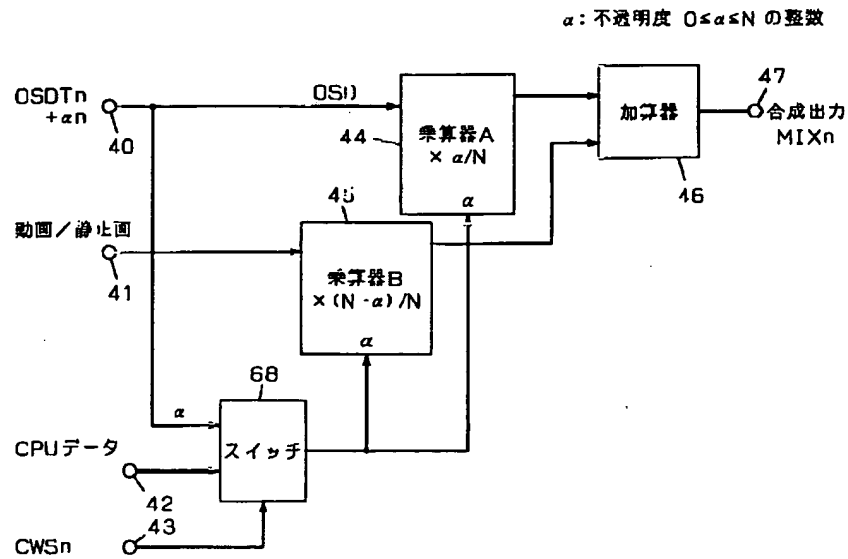 α: 不透明度 0≤α≤N の整数
OSDTn
+αn
40
OSD
44
乗算器A
× α/N
α
加算器
46
47
合成出力
MIXn
動画/静止画
41
45
乗算器B
× (N-α)/N
α
68
α
スイッチ
CPUデータ
42
43
CWSn